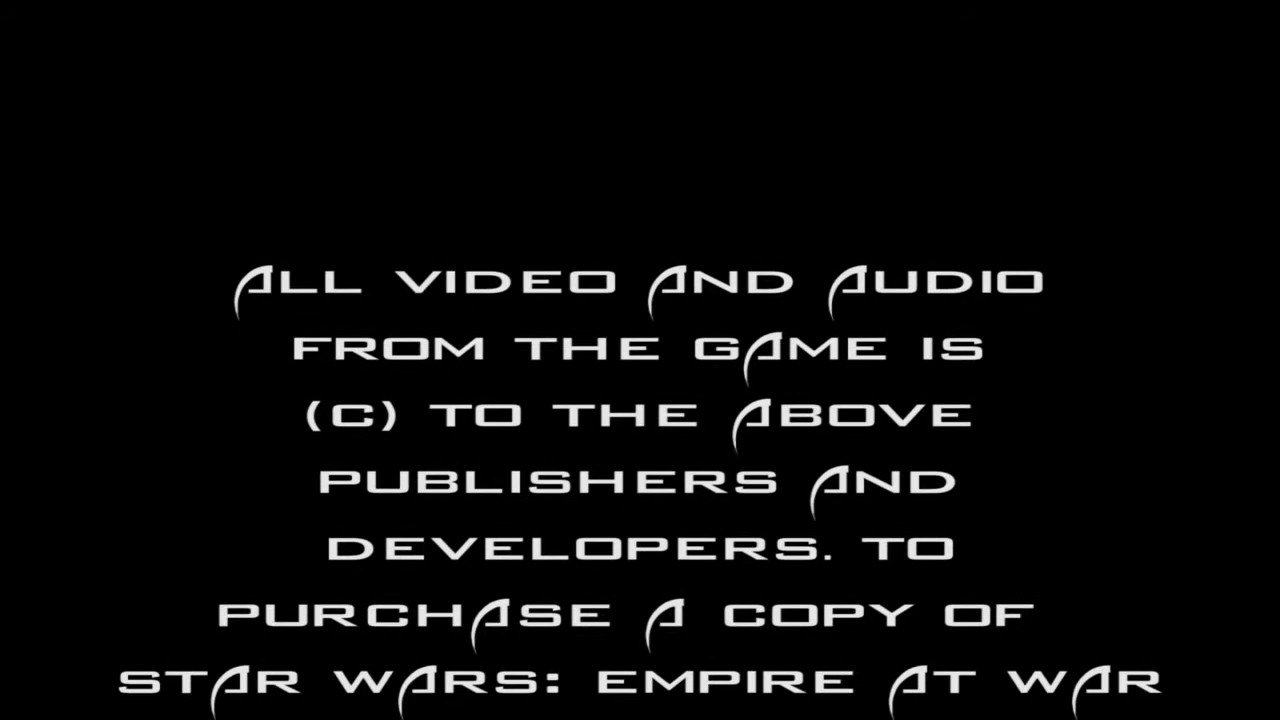 ALL VIDEO AND AUDIO
FROM THE GAME IS
(C) TO THE ABOVE
PUBLISHERS AND
DEVELOPERS. TO
PURCHASE A COPY OF
STAR WARS: EMPIRE AT WAR